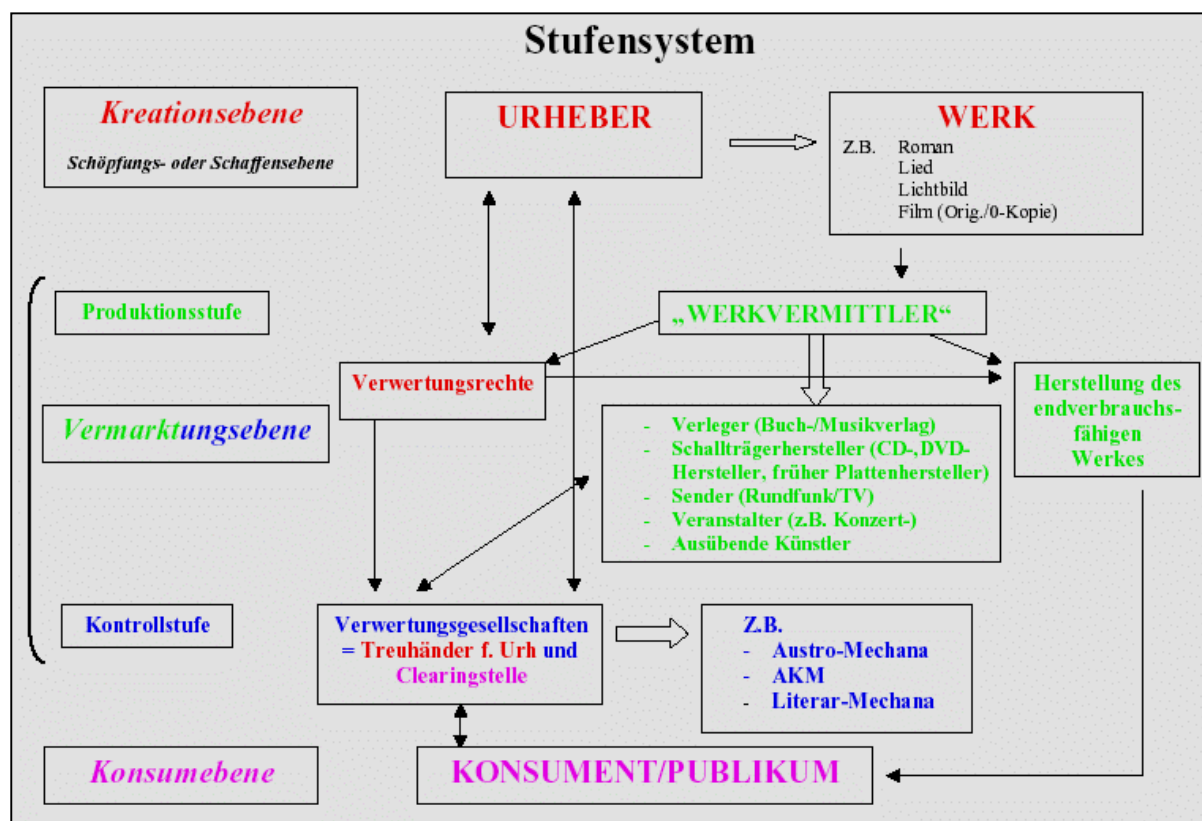 Stufensystem
Kreationsebene
Schöpfungs- oder Schaffensebene
URHEBER
WERK
Z.B. Roman
Lied
Lichtbild
Film (Orig./0-Kopie)
Produktionsstufe
„WERKVERMITTLER“
Verwertungsrechte
Herstellung des
endverbrauchs-
fähigen
Werkes
Vermarktungsebene
- Verleger (Buch-/Musikverlag)
- Schallträgerhersteller (CD-,DVD-
Hersteller, früher Plattenhersteller)
- Sender (Rundfunk/TV)
- Veranstalter (z.B. Konzert-)
- Ausübende Künstler
Kontrollstufe
Verwertungsgesellschaften
= Treuhänder f. Urh und
Clearingstelle
Z.B.
- Austro-Mechana
- AKM
- Literar-Mechana
Konsumebene
KONSUMENT/PUBLIKUM